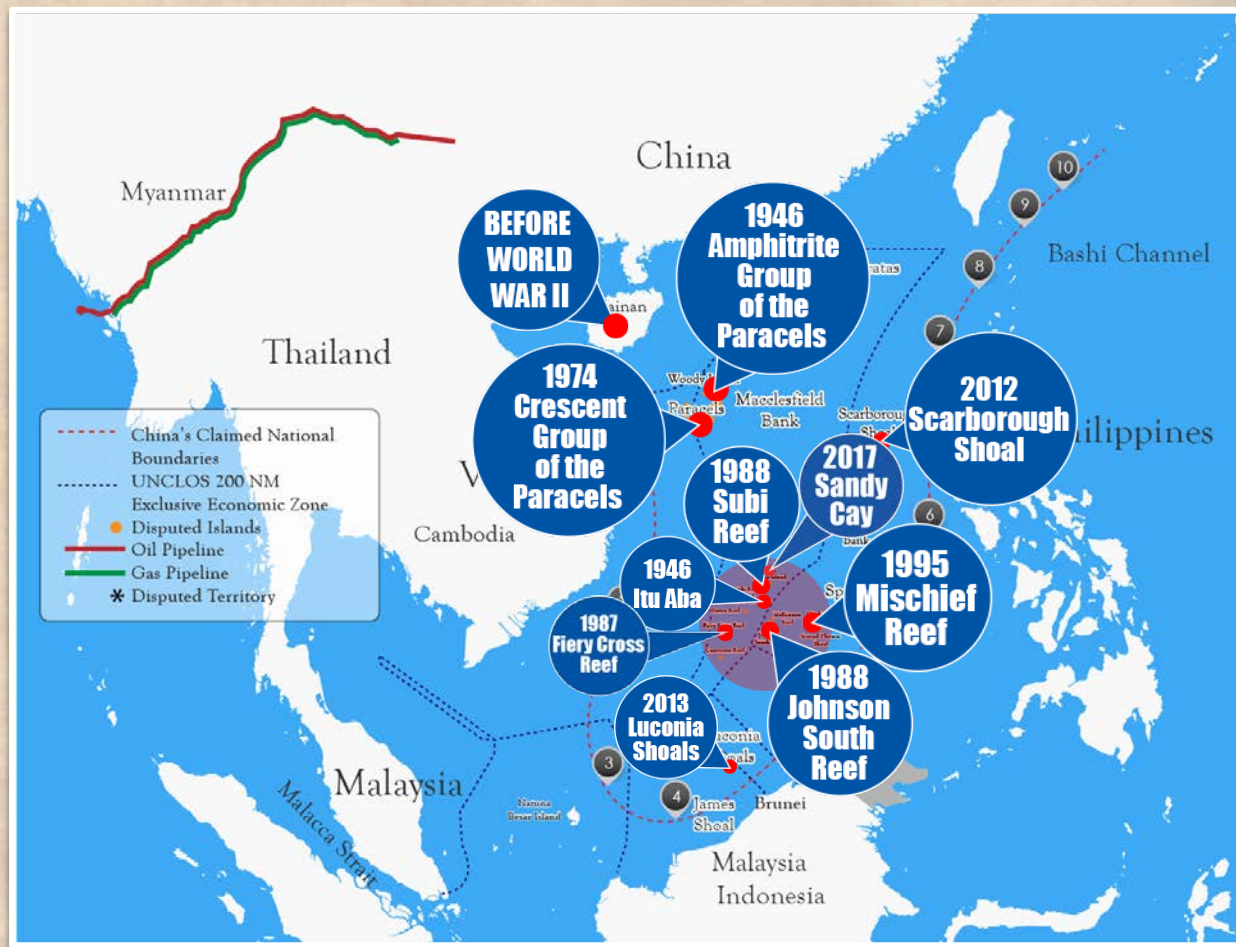 China
Myanmar
10
9
Bashi Channel
8
7
BEFORE
WORLD
WAR II
1946
Amphitrite
Group
of the
Paracels
Thailand
1974
Crescent
Group
of the
Paracels
Paracels
Macclesfield
Bank
2012
Scarborough
Shoal
China's Claimed National
Boundaries
UNCLOS 200 NM
Exclusive Economic Zone
Disputed Islands
Oil Pipeline
Gas Pipeline
* Disputed Territory
Cambodia
1988
Subi
Reef
2017
Sandy
Cay
6
1946
Itu Aba
1995
Mischief
Reef
1987
Fiery Cross
Reef
1988
Johnson
South
Reef
2013
Luconia
Shoals
3
4
James
Shoal
Brunei
Malaysia
Malacca Strait
Natuna
Besar Island
Malaysia
Indonesia